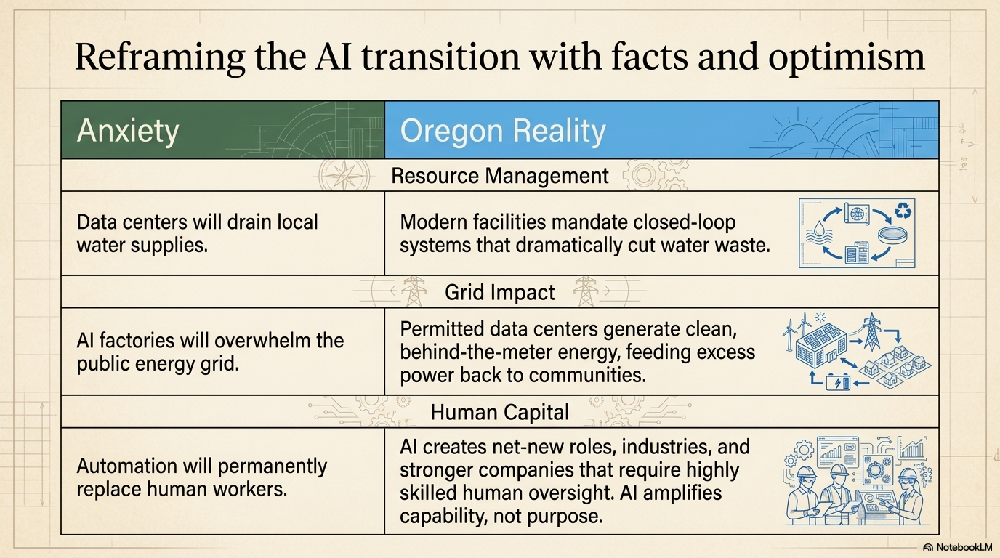 Reframing the AI transition with facts and optimism
Anxiety
Oregon Reality
Resource Management
Data centers will drain local
water supplies.
Modern facilities mandate closed-loop
systems that dramatically cut water waste.
Grid Impact
AI factories will overwhelm the
public energy grid.
Permitted data centers generate clean,
behind-the-meter energy, feeding excess
power back to communities.
Human Capital
Automation will permanently
replace human workers.
AI creates net-new roles, industries, and
stronger companies that require highly
skilled human oversight. AI amplifies
capability, not purpose.
NotebookLM